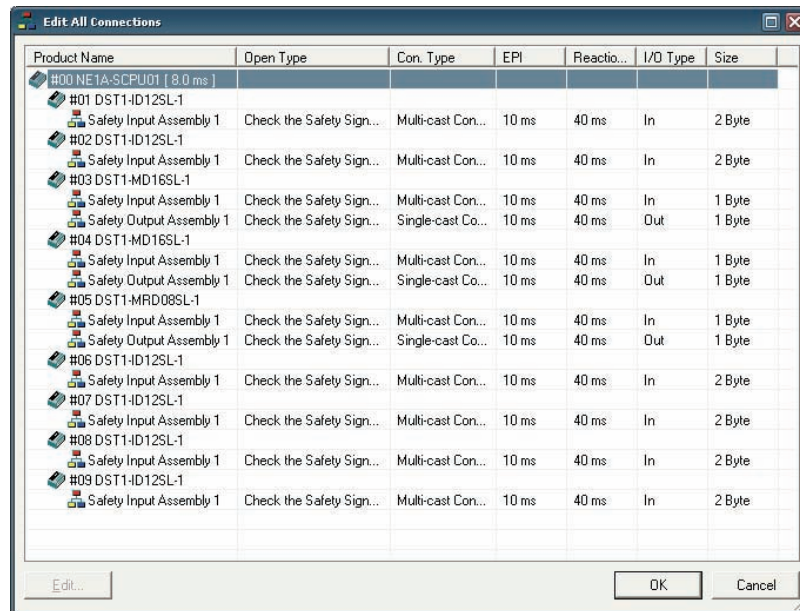 Edit All Connections
Product Name Open Type Con. Type EPI Reactio... I/O Type Size
#00 NE1A-SCPU01 [ 8.0 ms ]
#01 DST1-ID12SL-1
Safety Input Assembly 1 Check the Safety Sign... Multi-cast Con... 10 ms 40 ms In 2 Byte
#02 DST1-ID12SL-1
Safety Input Assembly 1 Check the Safety Sign... Multi-cast Con... 10 ms 40 ms In 2 Byte
#03 DST1-MD16SL-1
Safety Input Assembly 1 Check the Safety Sign... Multi-cast Con... 10 ms 40 ms In 1 Byte
Safety Output Assembly 1 Check the Safety Sign... Single-cast Co... 10 ms 40 ms Out 1 Byte
#04 DST1-MD16SL-1
Safety Input Assembly 1 Check the Safety Sign... Multi-cast Con... 10 ms 40 ms In 1 Byte
Safety Output Assembly 1 Check the Safety Sign... Single-cast Co... 10 ms 40 ms Out 1 Byte
#05 DST1-MRD08SL-1
Safety Input Assembly 1 Check the Safety Sign... Multi-cast Con... 10 ms 40 ms In 1 Byte
Safety Output Assembly 1 Check the Safety Sign... Single-cast Co... 10 ms 40 ms Out 1 Byte
#06 DST1-ID12SL-1
Safety Input Assembly 1 Check the Safety Sign... Multi-cast Con... 10 ms 40 ms In 2 Byte
#07 DST1-ID12SL-1
Safety Input Assembly 1 Check the Safety Sign... Multi-cast Con... 10 ms 40 ms In 2 Byte
#08 DST1-ID12SL-1
Safety Input Assembly 1 Check the Safety Sign... Multi-cast Con... 10 ms 40 ms In 2 Byte
#09 DST1-ID12SL-1
Safety Input Assembly 1 Check the Safety Sign... Multi-cast Con... 10 ms 40 ms In 2 Byte
Edit... OK Cancel